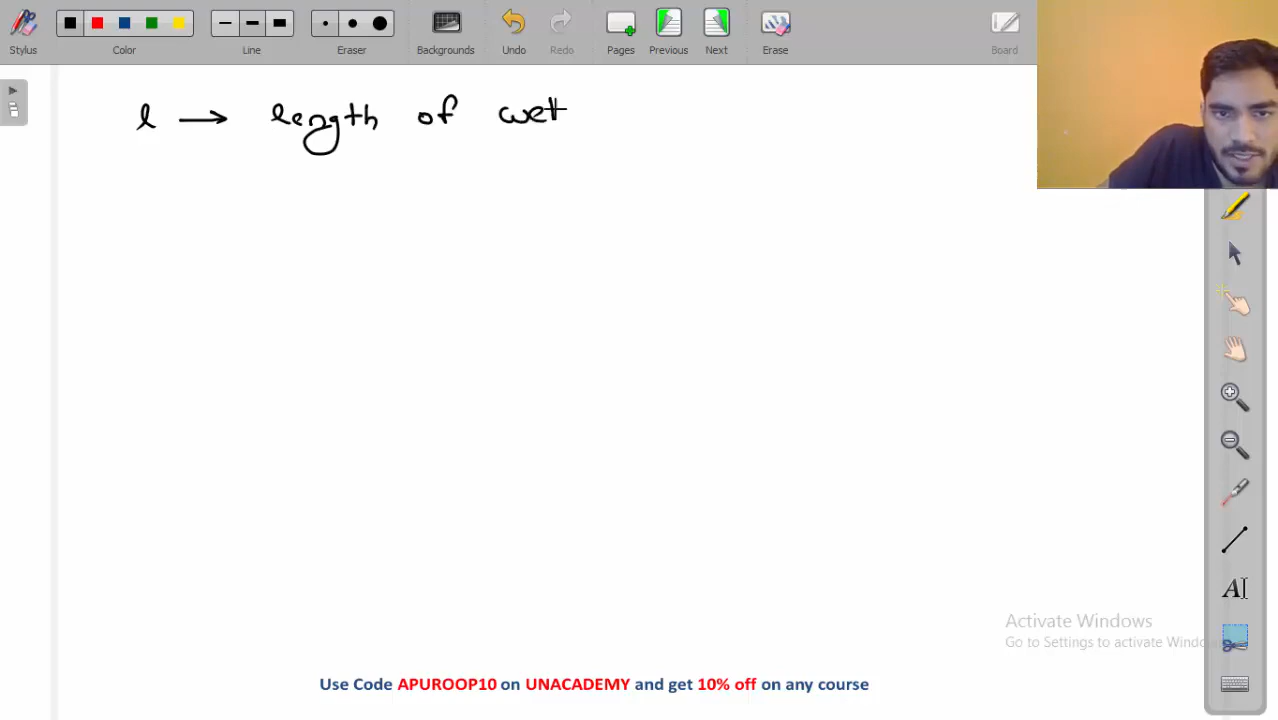 Stylus Color Line Eraser Backgrounds Undo Redo Pages Previous Next Erase Board
l → length of wet
Activate Windows
Go to Settings to activate Windo
Use Code APUROOP10 on UNACADEMY and get 10% off on any course